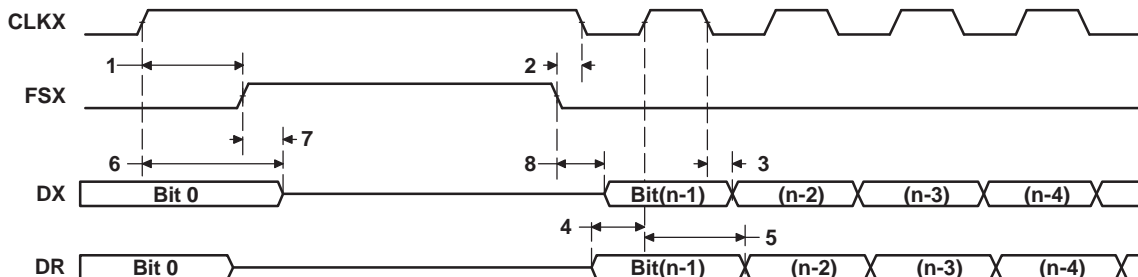 CLKX
1
2
FSX
7
6
8
3
DX
Bit 0
Bit(n-1)
(n-2)
(n-3)
(n-4)
4
5
DR
Bit 0
Bit(n-1)
(n-2)
(n-3)
(n-4)